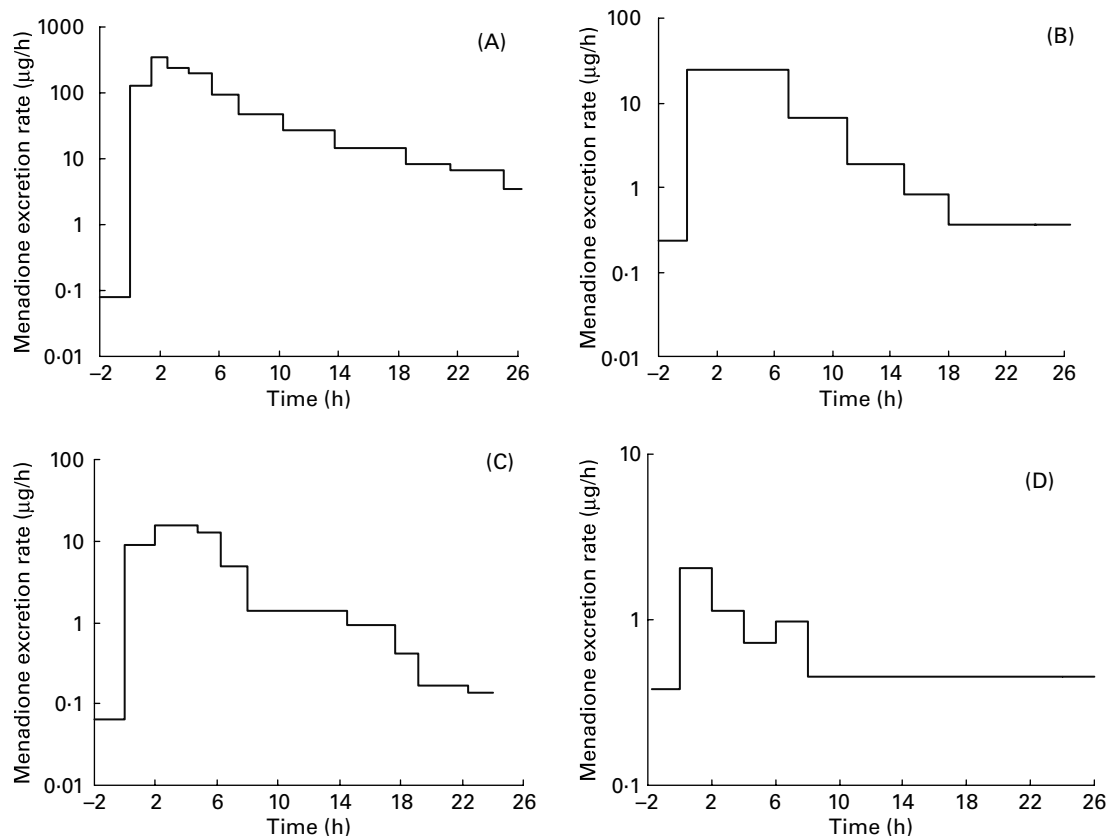 (A)
Menadione excretion rate (μg/h)
1000
100
10
1
0·1
0·01
–2 2 6 10 14 18 22 26
Time (h)
(B)
Menadione excretion rate (μg/h)
100
10
1
0·1
0·01
–2 2 6 10 14 18 22 26
Time (h)
(C)
Menadione excretion rate (μg/h)
100
10
1
0·1
0·01
–2 2 6 10 14 18 22 26
Time (h)
(D)
Menadione excretion rate (μg/h)
10
1
0·1
–2 2 6 10 14 18 22 26
Time (h)